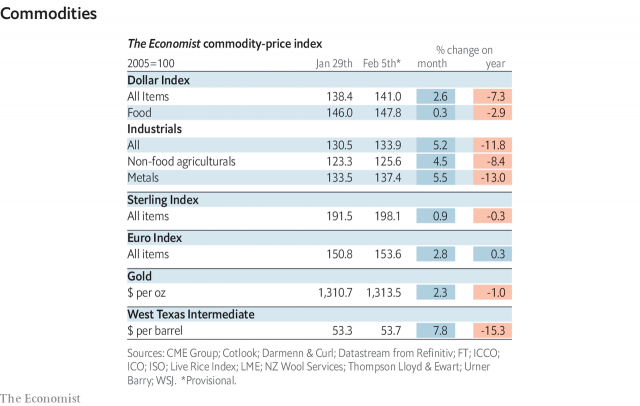 Commodities
The Economist commodity-price index
% change on
2005=100 Jan 29th Feb 5th* month year
Dollar Index
All Items 138.4 141.0 2.6 -7.3
Food 146.0 147.8 0.3 -2.9
Industrials
All 130.5 133.9 5.2 -11.8
Non-food agriculturals 123.3 125.6 4.5 -8.4
Metals 133.5 137.4 5.5 -13.0
Sterling Index
All items 191.5 198.1 0.9 -0.3
Euro Index
All items 150.8 153.6 2.8 0.3
Gold
$ per oz 1,310.7 1,313.5 2.3 -1.0
West Texas Intermediate
$ per barrel 53.3 53.7 7.8 -15.3
Sources: CME Group; Cotlook; Darmenn & Curl; Datastream from Refinitiv; FT; ICCO;
ICO; ISO; Live Rice Index; LME; NZ Wool Services; Thompson Lloyd & Ewart; Urner
Barry; WSJ. *Provisional.
The Economist